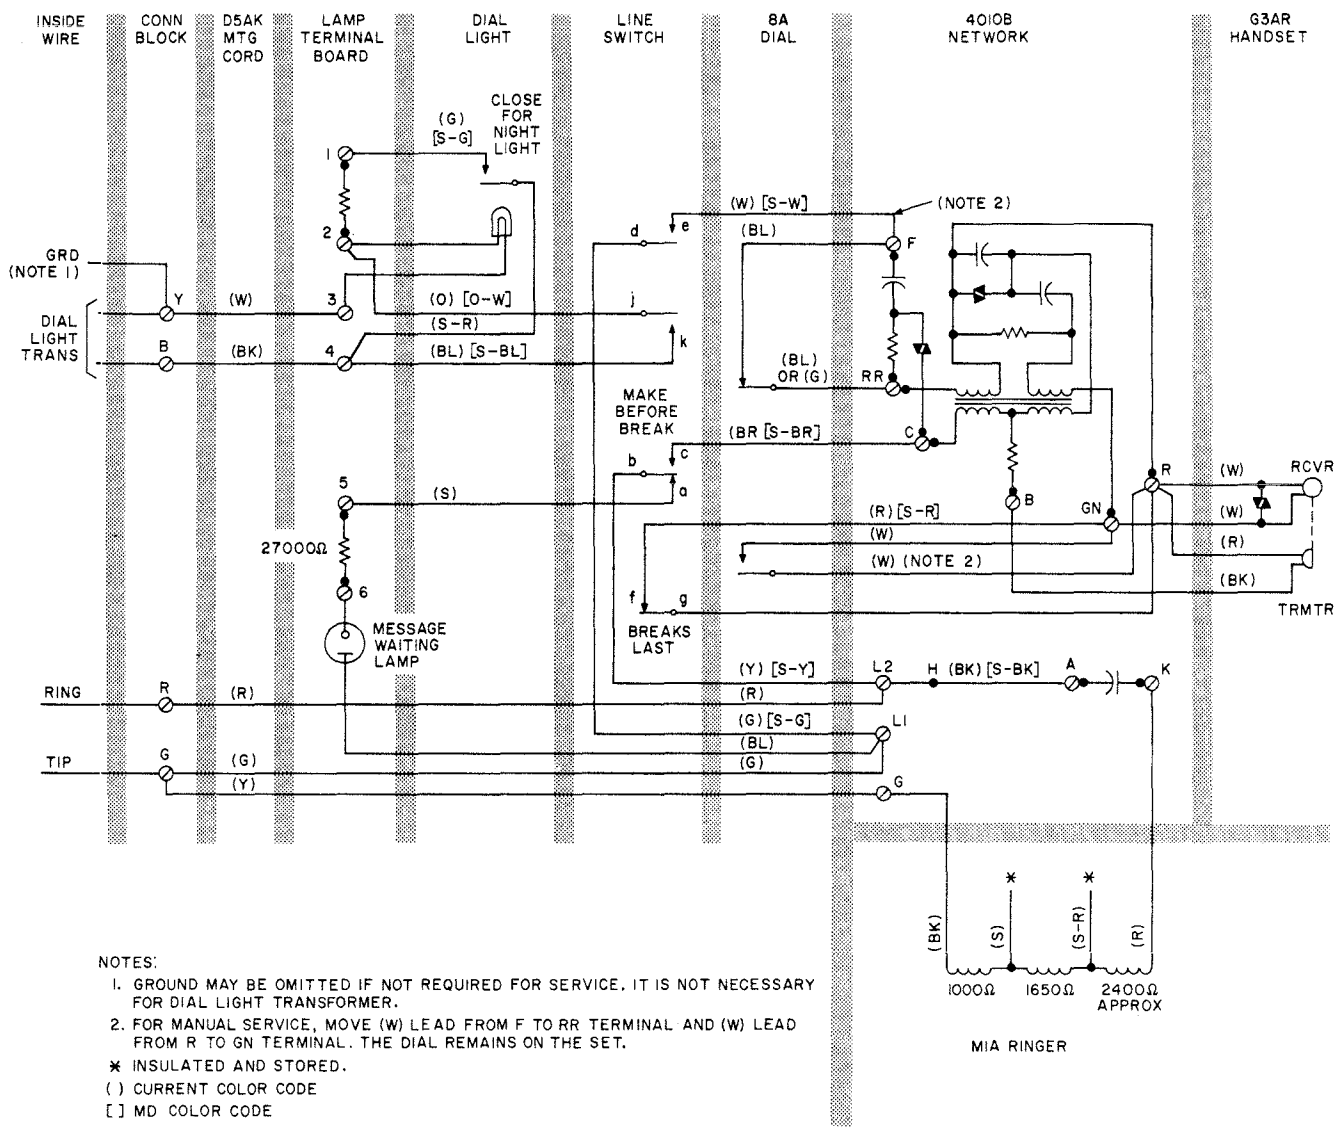 INSIDE WIRE
CONN BLOCK
D5AK MTG CORD
LAMP TERMINAL BOARD
DIAL LIGHT
LINE SWITCH
8A DIAL
4010B NETWORK
G3AR HANDSET
CLOSE FOR NIGHT LIGHT
(G)
[S-G]
1
(W) [S-W]
(NOTE 2)
e
d
(BL)
F
2
GRD
(NOTE 1)
Y
(W)
3
(O) [O-W]
j
DIAL LIGHT TRANS
(S-R)
B
(BK)
4
(BL) [S-BL]
k
(BL)
OR (G)
RR
MAKE BEFORE BREAK
(BR [S-BR]
C
c
b
a
5
(S)
R
(W)
RCVR
B
GN
(R) [S-R]
(W)
(W)
27000Ω
(R)
(W) (NOTE 2)
(BK)
6
f
g
TRMTR
BREAKS LAST
MESSAGE WAITING LAMP
(Y) [S-Y]
L2
H
(BK) [S-BK]
A
K
RING
R
(R)
(R)
(G) [S-G]
L1
(BL)
TIP
G
(G)
(G)
(Y)
G
*
*
(BK)
(S)
(S-R)
(R)
1000Ω
1650Ω
2400Ω
APPROX
M1A RINGER
NOTES:
1. GROUND MAY BE OMITTED IF NOT REQUIRED FOR SERVICE. IT IS NOT NECESSARY
FOR DIAL LIGHT TRANSFORMER.
2. FOR MANUAL SERVICE, MOVE (W) LEAD FROM F TO RR TERMINAL AND (W) LEAD
FROM R TO GN TERMINAL. THE DIAL REMAINS ON THE SET.
* INSULATED AND STORED.
( ) CURRENT COLOR CODE
[ ] MD COLOR CODE